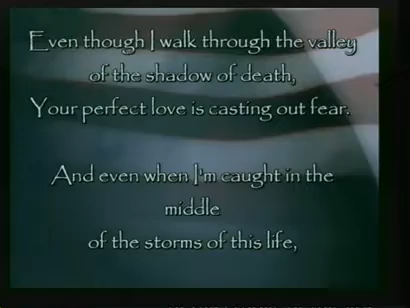 Even though I walk through the valley
of the shadow of death,
Your perfect love is casting out fear.
And even when I'm caught in the
middle
of the storms of this life,